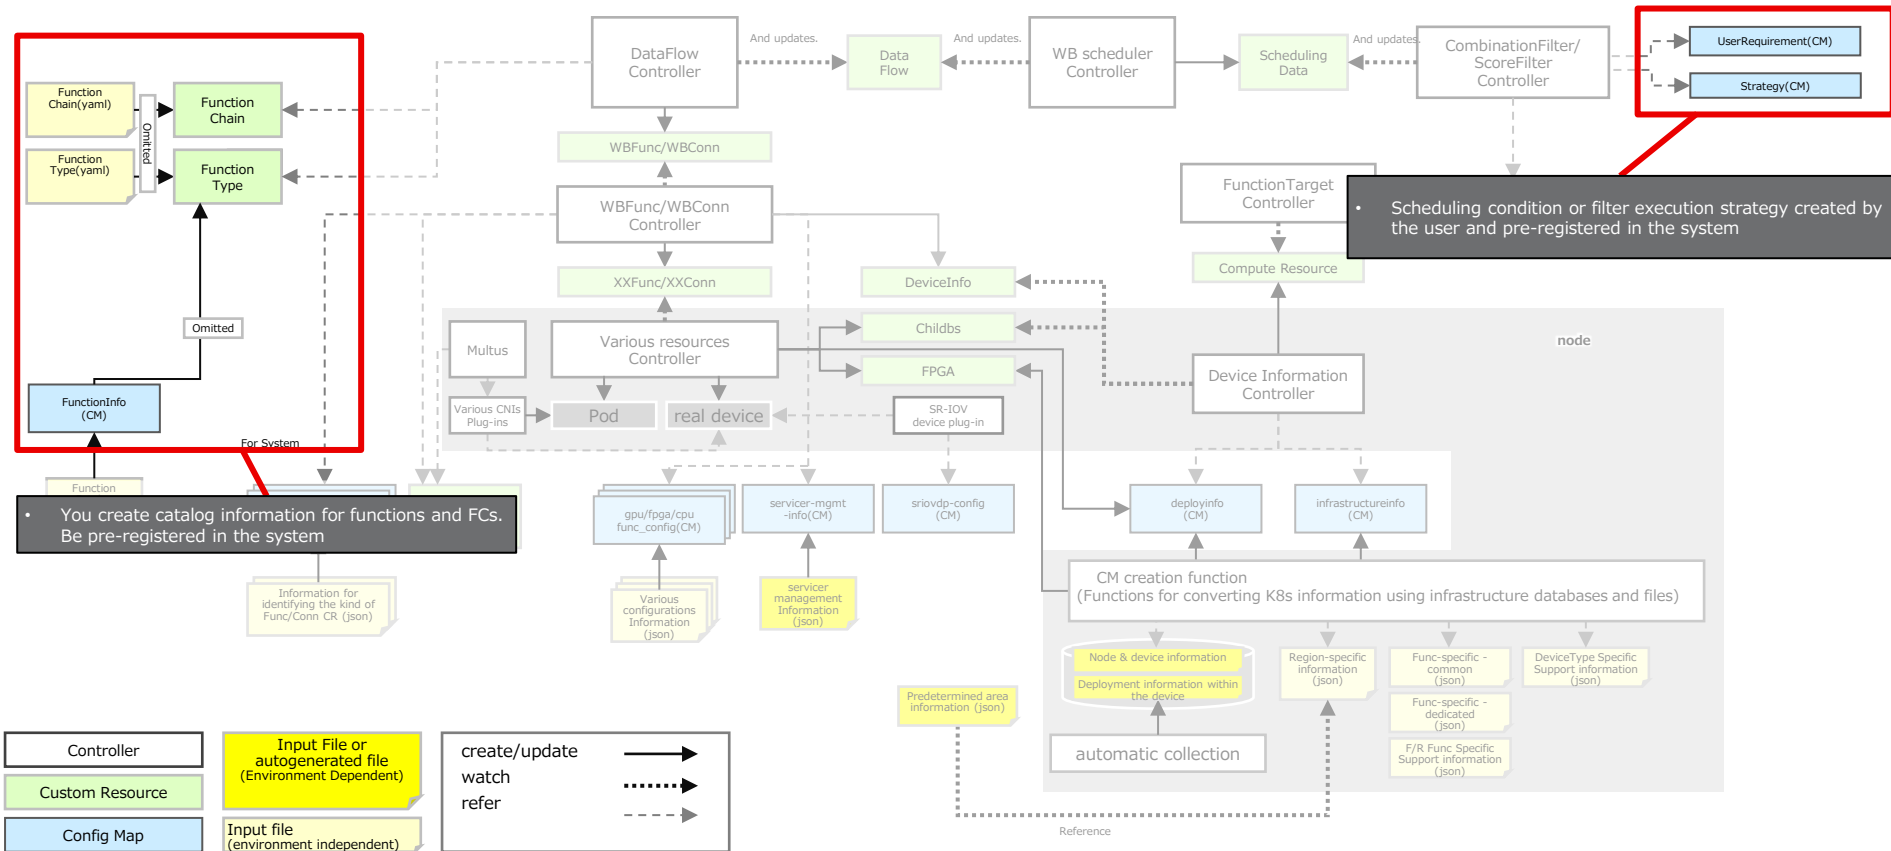 DataFlow
Controller
And updates.
Data
Flow
And updates.
WB scheduler
Controller
Scheduling
Data
And updates.
CombinationFilter/
ScoreFilter
Controller
UserRequirement(CM)
Strategy(CM)
Function
Chain(yaml)
Function
Chain
Omitted
Function
Type(yaml)
Function
Type
WBFunc/WBConn
WBFunc/WBConn
Controller
FunctionTarget
Controller
• Scheduling condition or filter execution strategy created by
the user and pre-registered in the system
XXFunc/XXConn
DeviceInfo
Compute Resource
Omitted
Multus
Various resources
Controller
Childbs
FPGA
node
Device Information
Controller
FunctionInfo
(CM)
Various CNIs
Plug-ins
Pod
real device
SR-IOV
device plug-in
For System
Function
• You create catalog information for functions and FCs.
Be pre-registered in the system
gpu/fpga/cpu
func_config(CM)
servicer-mgmt
-info(CM)
sriovdp-config
(CM)
deployinfo
(CM)
infrastructureinfo
(CM)
Information for
identifying the kind of
Func/Conn CR (json)
Various
configurations
Information
(json)
servicer
management
Information
(json)
CM creation function
(Functions for converting K8s information using infrastructure databases and files)
Node & device information
Deployment information within
the device
Region-specific
information
(json)
Func-specific -
common
(json)
DeviceType Specific
Support information
(json)
Predetermined area
information (json)
Func-specific -
dedicated
(json)
F/R Func Specific
Support information
(json)
automatic collection
Reference
Controller
Custom Resource
Config Map
Input File or
autogenerated file
(Environment Dependent)
Input file
(environment independent)
create/update
watch
refer